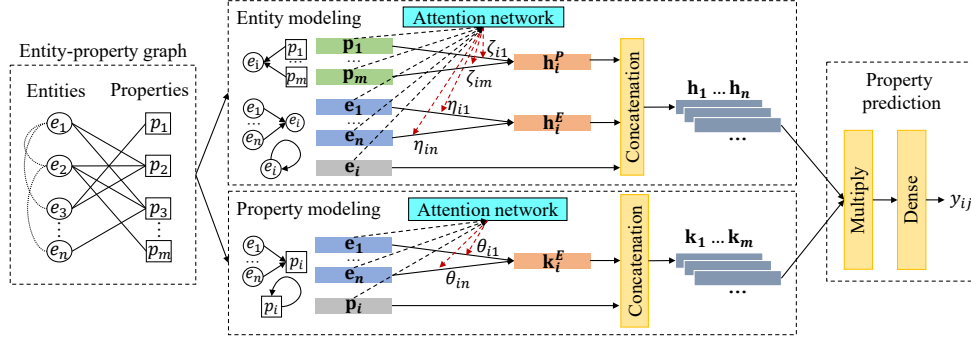 Entity-property graph
Entities
Properties
e₁
e₂
e₃
⋮
eₙ
p₁
p₂
p₃
⋮
pₘ
Entity modeling
Attention network
eᵢ
p₁
...
pₘ
e₁
...
eₙ
eᵢ
eᵢ
𝐩₁
...
𝐩ₘ
𝐞₁
...
𝐞ₙ
𝐞ᵢ
ζᵢ₁
ζᵢₘ
ηᵢ₁
ηᵢₙ
𝐡ᵢᴾ
𝐡ᵢᴱ
Concatenation
𝐡₁ … 𝐡ₙ
...
Property modeling
Attention network
e₁
...
eₙ
pᵢ
pᵢ
𝐞₁
...
𝐞ₙ
𝐩ᵢ
θᵢ₁
θᵢₙ
𝐤ᵢᴱ
Concatenation
𝐤₁ … 𝐤ₘ
...
Property
prediction
Multiply
Dense
yᵢⱼ